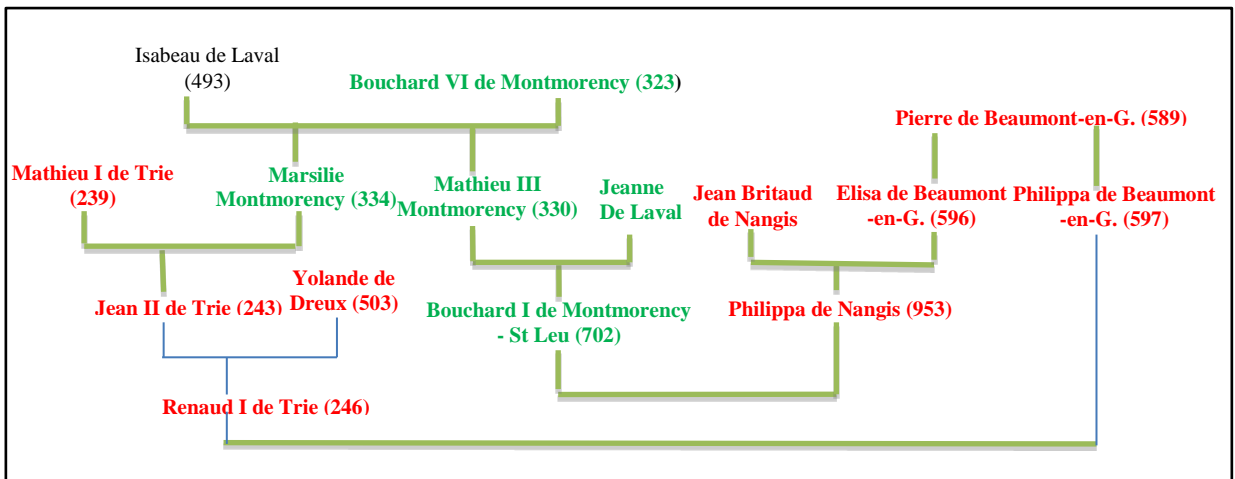 Isabeau de Laval
(493)
Bouchard VI de Montmorency (323)
Pierre de Beaumont-en-G. (589)
Mathieu I de Trie
(239)
Marsilie
Montmorency (334)
Mathieu III
Montmorency (330)
Jeanne
De Laval
Jean Britaud
de Nangis
Elisa de Beaumont
-en-G. (596)
Philippa de Beaumont
-en-G. (597)
Jean II de Trie (243)
Yolande de
Dreux (503)
Bouchard I de Montmorency
- St Leu (702)
Philippa de Nangis (953)
Renaud I de Trie (246)